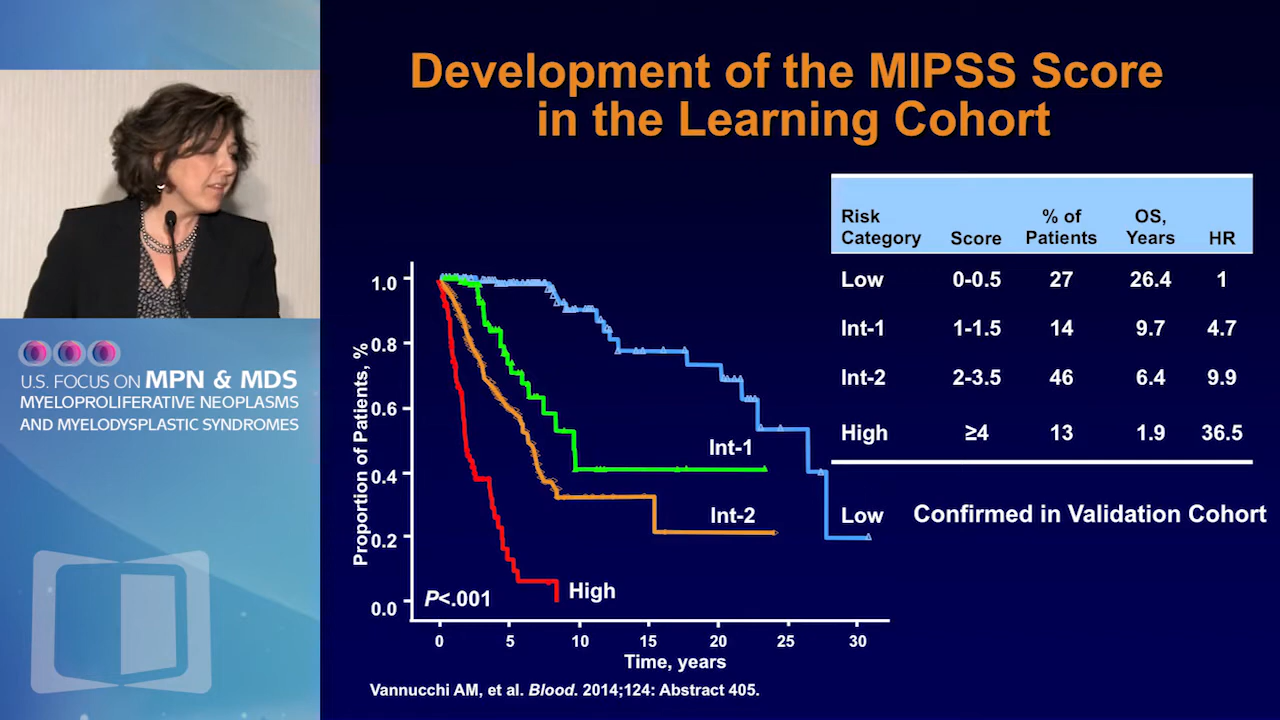 Development of the MIPSS Score
in the Learning Cohort
Risk Category Score % of Patients OS, Years HR
Low 0-0.5 27 26.4 1
Int-1 1-1.5 14 9.7 4.7
Int-2 2-3.5 46 6.4 9.9
High ≥4 13 1.9 36.5
Confirmed in Validation Cohort
Proportion of Patients, %
1.0
0.8
0.6
0.4
0.2
0.0
Int-1
Int-2
Low
High
P<.001
0 5 10 15 20 25 30
Time, years
Vannucchi AM, et al. Blood. 2014;124: Abstract 405.
U.S. FOCUS ON MPN & MDS
MYELOPROLIFERATIVE NEOPLASMS
AND MYELODYSPLASTIC SYNDROMES